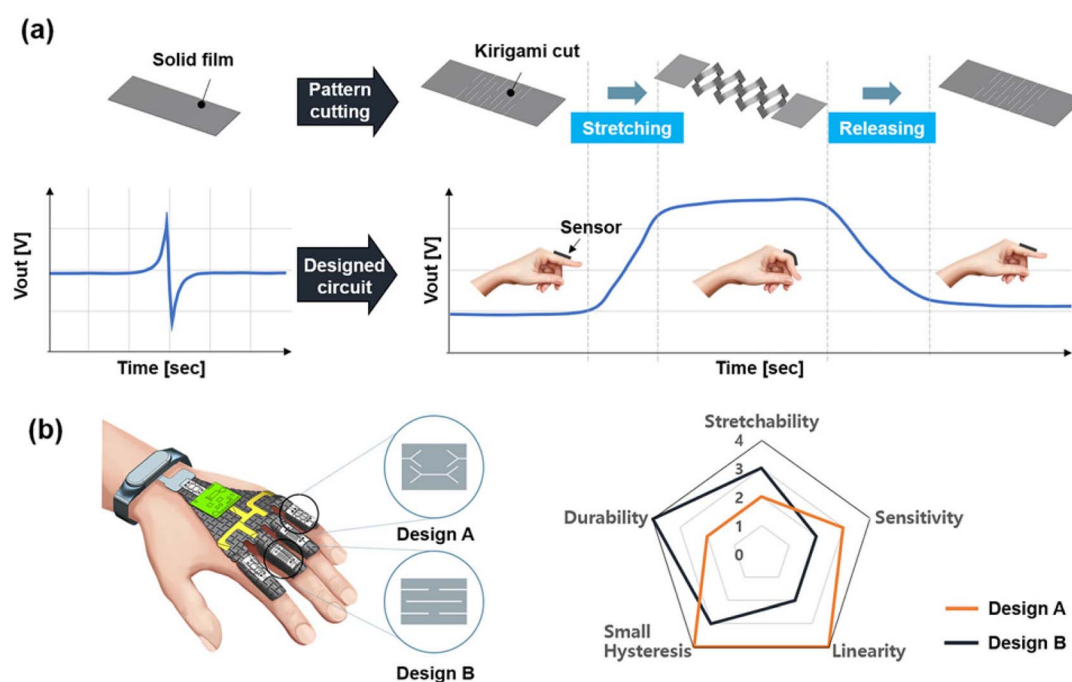 (a)
Solid film
Pattern
cutting
Kirigami cut
Stretching
Releasing
Vout [V]
Time [sec]
Designed
circuit
Vout [V]
Sensor
Time [sec]
(b)
Design A
Design B
Stretchability
4
3
2
1
0
Durability
Sensitivity
Small
Hysteresis
Linearity
Design A
Design B